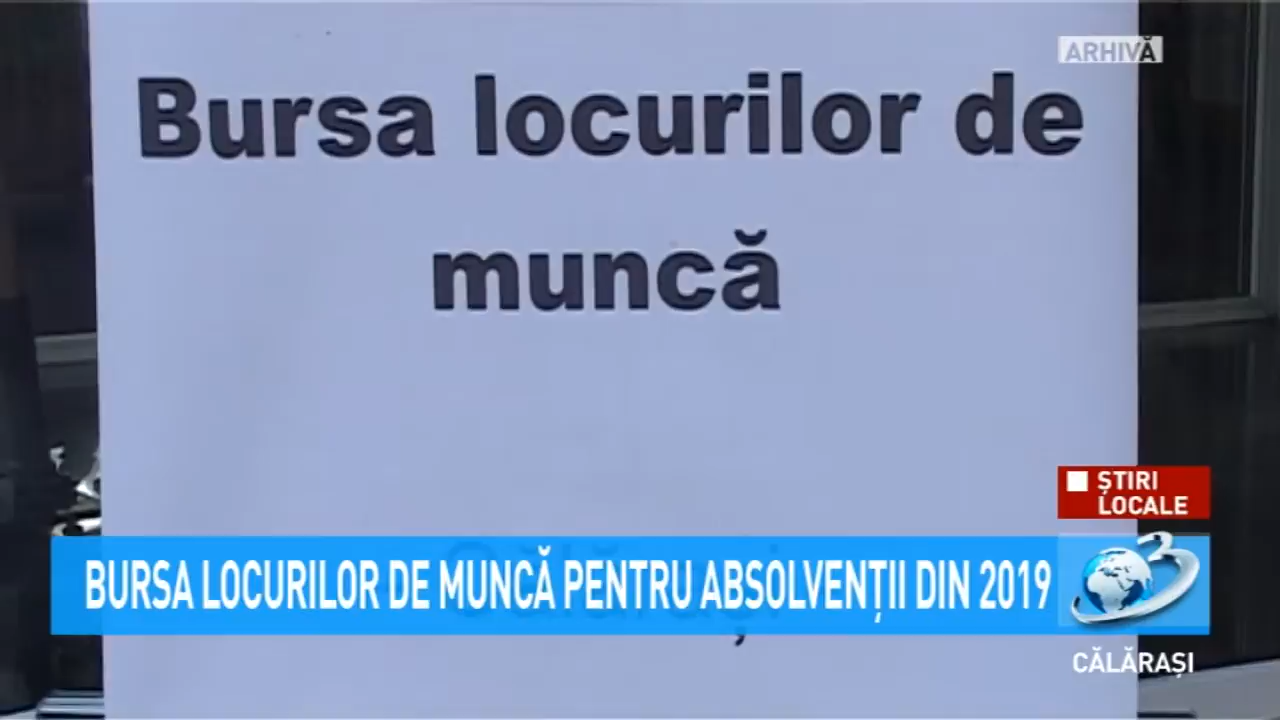 ARHIVĂ
Bursa locurilor de
muncă
ȘTIRI
LOCALE
BURSA LOCURILOR DE MUNCĂ PENTRU ABSOLVENȚII DIN 2019
3
CĂLĂRAȘI